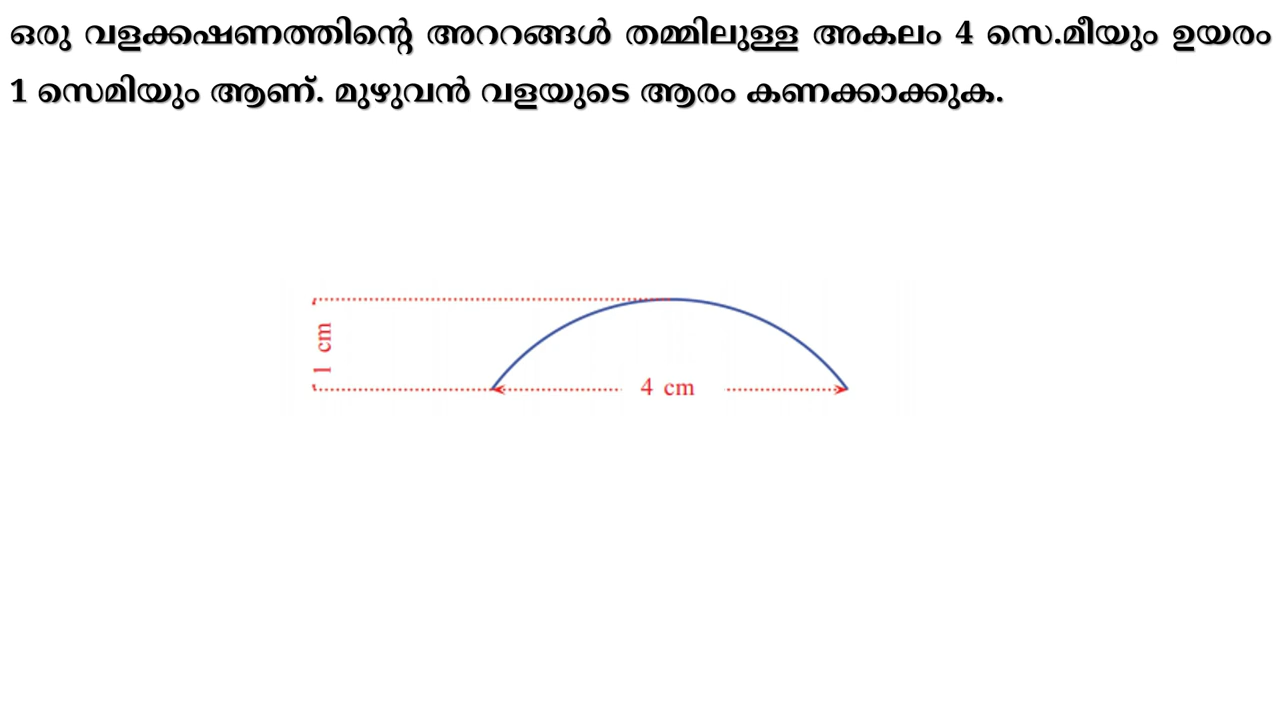 ഒരു വളക്കഷണത്തിന്റെ അററങ്ങൾ തമ്മിലുള്ള അകലം 4 സെ.മീയും ഉയരം
1 സെമിയും ആണ്. മുഴുവൻ വളയുടെ ആരം കണക്കാക്കുക.
1 cm
4 cm